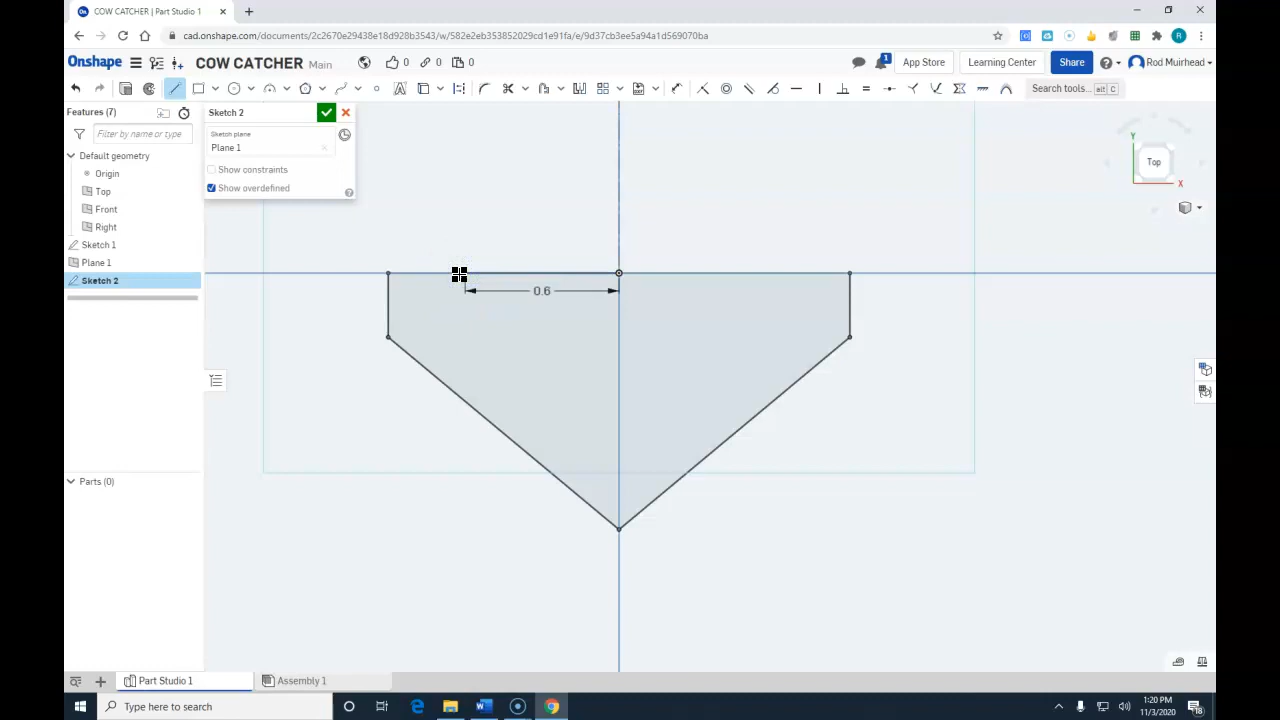 COW CATCHER | Part Studio 1
cad.onshape.com/documents/2c2670e29438e18d928b3543/w/582e2eb353852029cd1e91fa/e/9d37cb3ee5a94a1d569070ba
R
Onshape
COW CATCHER
Main
0
0
0
1
App Store
Learning Center
Share
Rod Muirhead
Search tools...
alt C
Features (7)
Filter by name or type
Default geometry
Origin
Top
Front
Right
Sketch 1
Plane 1
Sketch 2
Parts (0)
Sketch 2
Sketch plane
Plane 1
Show constraints
Show overdefined
0.6
Y
Top
X
Part Studio 1
Assembly 1
Type here to search
1:20 PM
11/3/2020
18